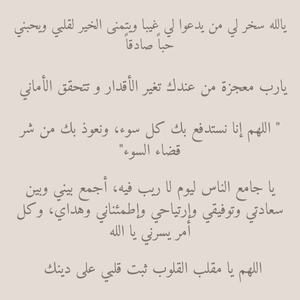 يالله سخر لي من يدعوا لي غيبا ويتمنى الخير لقلبي ويحبني
حباً صادقاً
يارب معجزة من عندك تغير الأقدار و تتحقق الأماني
" اللهم إنا نستدفع بك كل سوء، ونعوذ بك من شر
قضاء السوء"
يا جامع الناس ليوم لا ريب فيه، أجمع بيني وبين
سعادتي وتوفيقي وإرتياحي وإطمئناني وهداي، وكل
أمر يسرني يا الله
اللهم يا مقلب القلوب ثبت قلبي على دينك